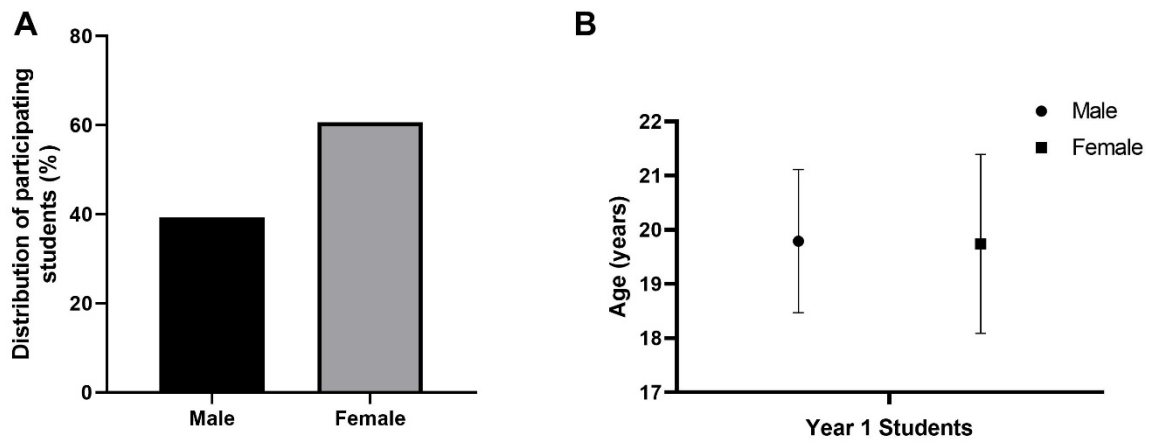 A
Distribution of participating
students (%)
80
60
40
20
0
Male
Female
B
Male
Female
Age (years)
22
21
20
19
18
17
Year 1 Students